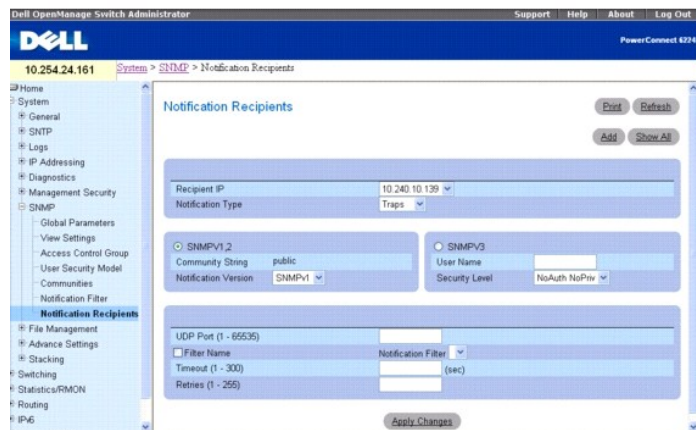 Dell OpenManage Switch Administrator
Support Help About Log Out
DELL
PowerConnect 6224
10.254.24.161
System > SNMP > Notification Recipients
Home
System
General
SNTP
Logs
IP Addressing
Diagnostics
Management Security
SNMP
Global Parameters
View Settings
Access Control Group
User Security Model
Communities
Notification Filter
Notification Recipients
File Management
Advance Settings
Stacking
Switching
Statistics/RMON
Routing
IPv6
Notification Recipients
Print Refresh
Add Show All
Recipient IP 10.240.10.139
Notification Type Traps
SNMPV1,2
Community String public
Notification Version SNMPv1
SNMPV3
User Name
Security Level NoAuth NoPriv
UDP Port (1 - 65535)
Filter Name Notification Filter
Timeout (1 - 300) (sec)
Retries (1 - 255)
Apply Changes